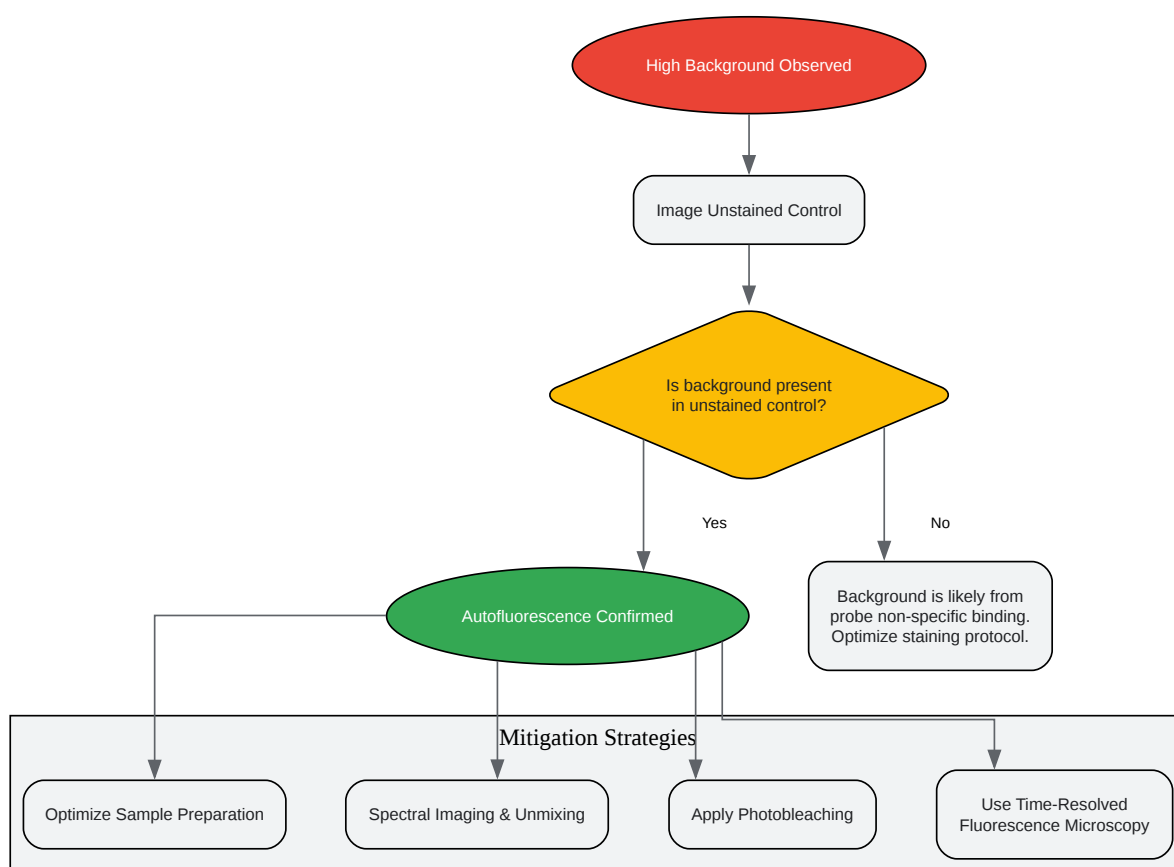 High Background Observed
Image Unstained Control
Is background present
in unstained control?
Yes
No
Autofluorescence Confirmed
Background is likely from
probe non-specific binding.
Optimize staining protocol.
Mitigation Strategies
Optimize Sample Preparation
Spectral Imaging & Unmixing
Apply Photobleaching
Use Time-Resolved
Fluorescence Microscopy